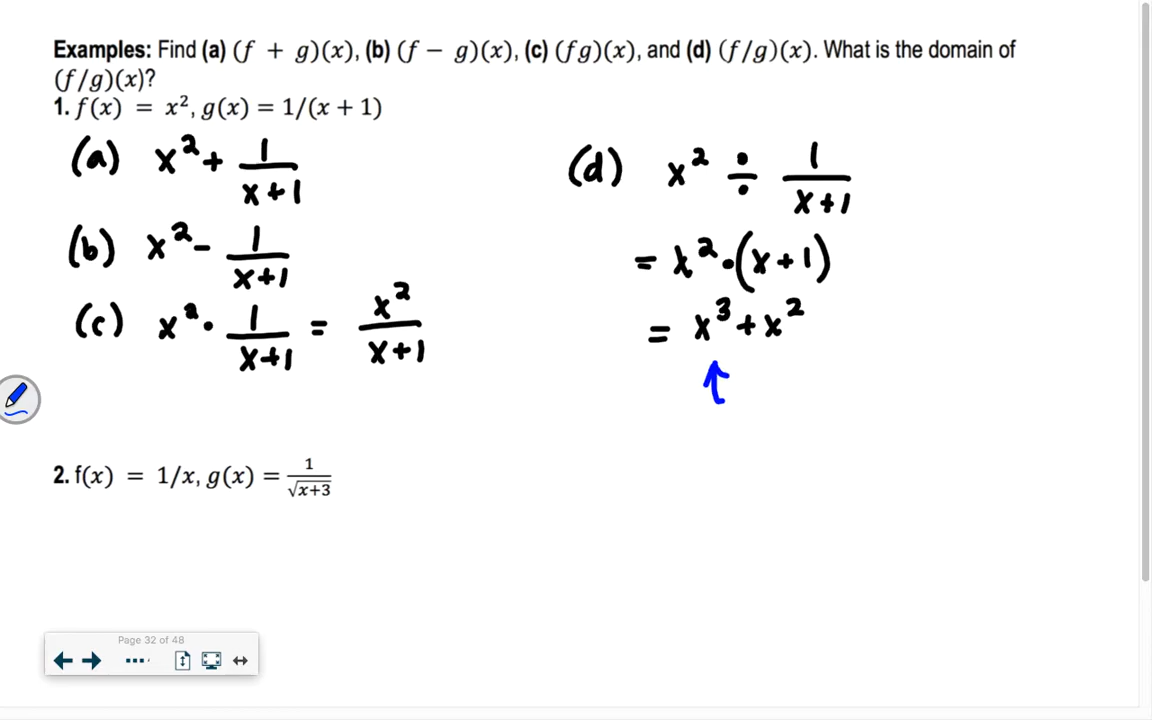 Examples: Find (a) (f + g)(x), (b) (f − g)(x), (c) (fg)(x), and (d) (f/g)(x). What is the domain of
(f/g)(x)?
1. f(x) = x², g(x) = 1/(x + 1)
(a) x² + 1/(x+1)
(b) x² − 1/(x+1)
(c) x² · 1/(x+1) = x²/(x+1)
(d) x² ÷ 1/(x+1)
= x² · (x+1)
= x³ + x²
↑
2. f(x) = 1/x, g(x) = 1/√(x+3)
Page 32 of 48